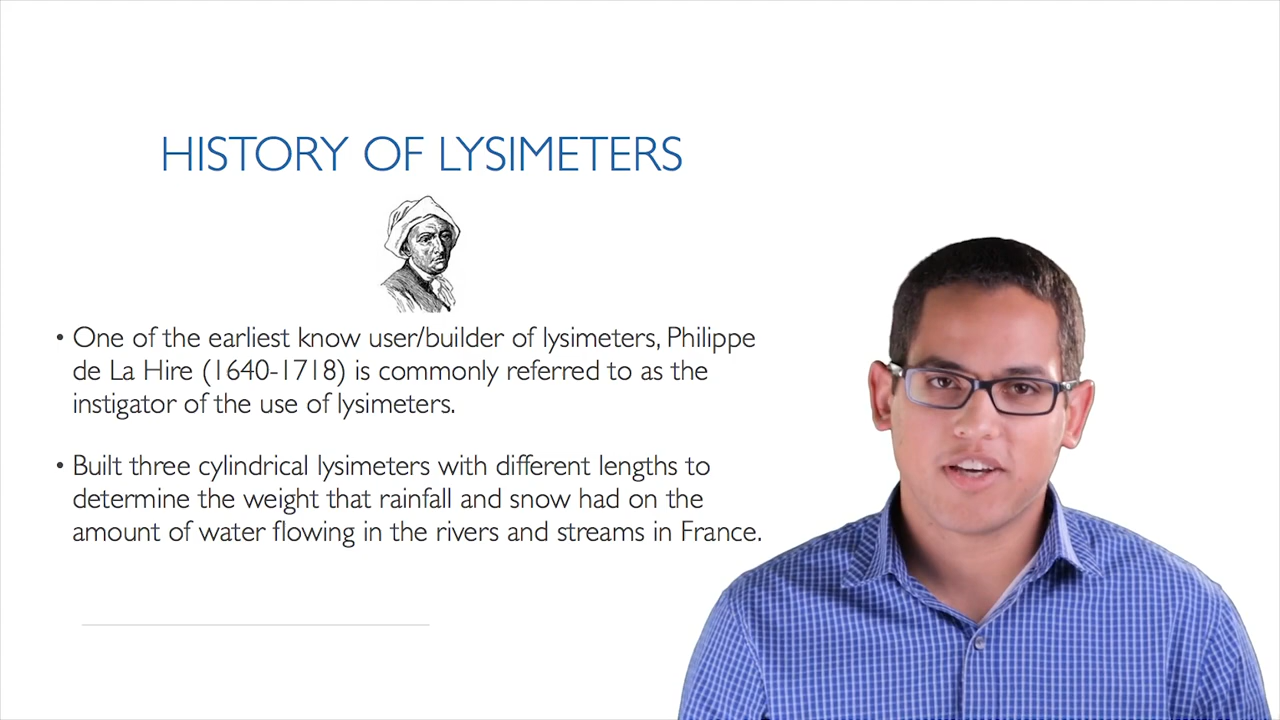 HISTORY OF LYSIMETERS
• One of the earliest know user/builder of lysimeters, Philippe
de La Hire (1640-1718) is commonly referred to as the
instigator of the use of lysimeters.
• Built three cylindrical lysimeters with different lengths to
determine the weight that rainfall and snow had on the
amount of water flowing in the rivers and streams in France.